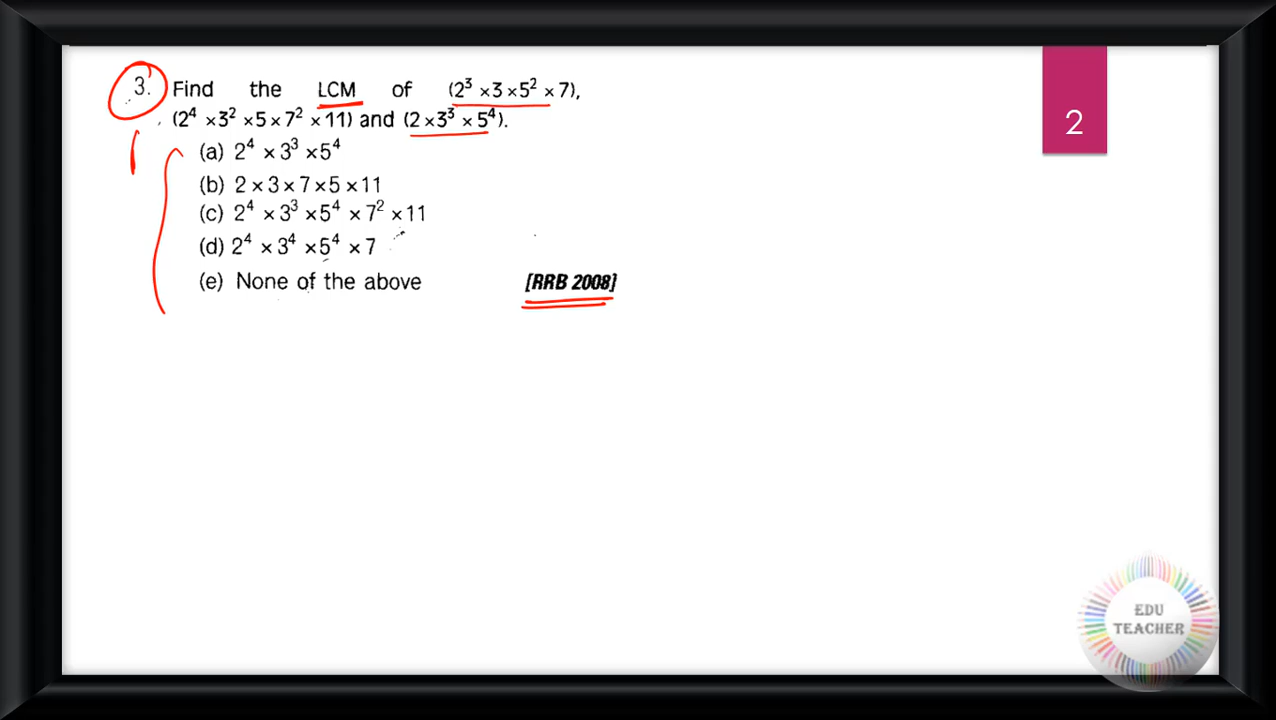 3. Find the LCM of (2³ ×3 ×5² ×7),
(2⁴ ×3² ×5 ×7² ×11) and (2 ×3³ ×5⁴).
(a) 2⁴ ×3³ ×5⁴
(b) 2 ×3 ×7 ×5 ×11
(c) 2⁴ ×3³ ×5⁴ ×7² ×11
(d) 2⁴ ×3⁴ ×5⁴ ×7
(e) None of the above [RRB 2008]
2
EDU
TEACHER